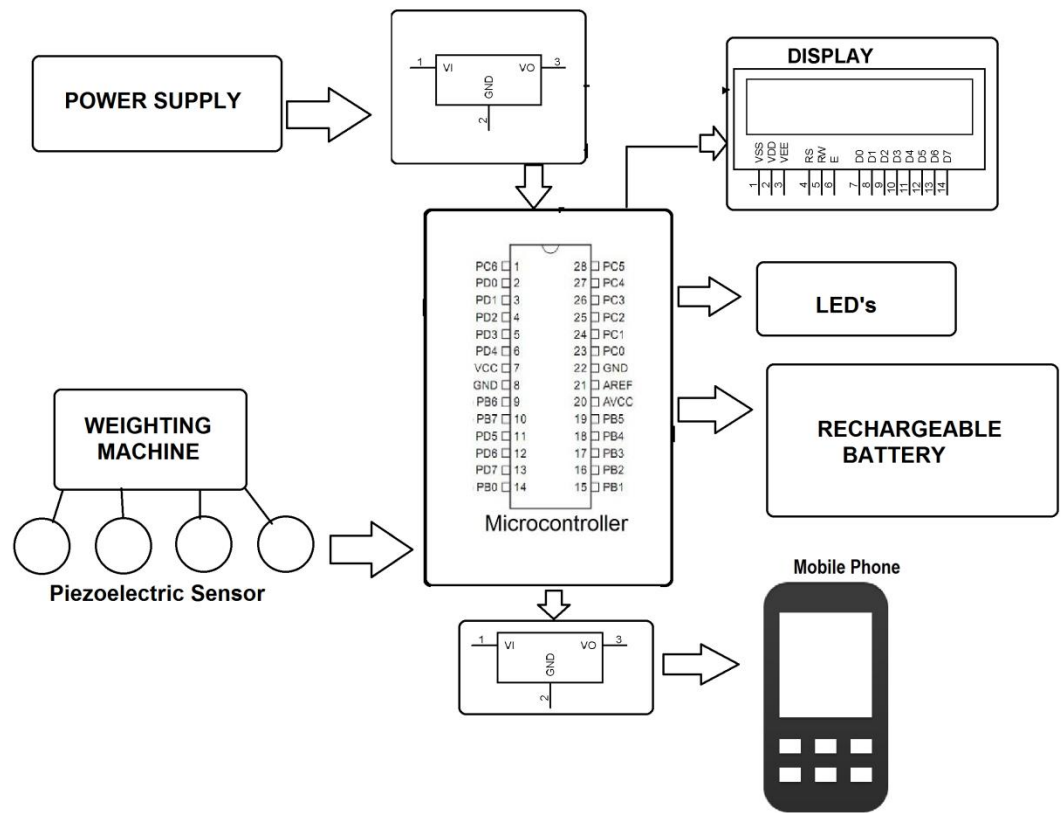 POWER SUPPLY
1 VI VO 3
GND
2
DISPLAY
VSS VDD VEE RS RW E D0 D1 D2 D3 D4 D5 D6 D7
1 2 3 4 5 6 7 8 9 10 11 12 13 14
PC6 1 28 PC5
PD0 2 27 PC4
PD1 3 26 PC3
PD2 4 25 PC2
PD3 5 24 PC1
PD4 6 23 PC0
VCC 7 22 GND
GND 8 21 AREF
PB6 9 20 AVCC
PB7 10 19 PB5
PD5 11 18 PB4
PD6 12 17 PB3
PD7 13 16 PB2
PB0 14 15 PB1
Microcontroller
LED's
RECHARGEABLE
BATTERY
WEIGHTING
MACHINE
Piezoelectric Sensor
1 VI VO 3
GND
2
Mobile Phone